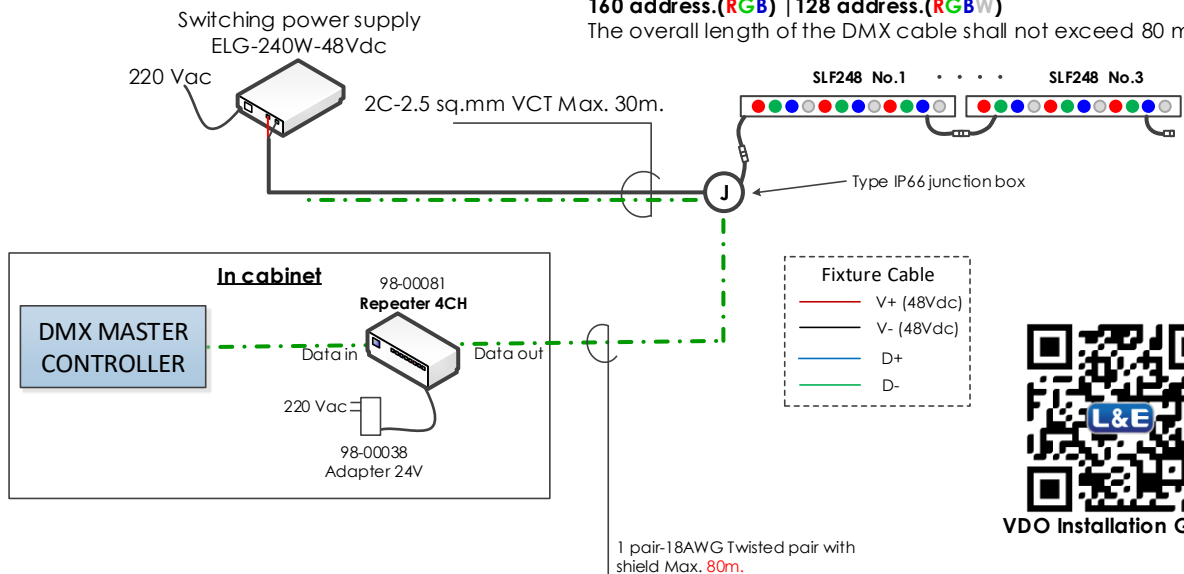 160 address.(RGB) | 128 address.(RGBW)
The overall length of the DMX cable shall not exceed 80 m
Switching power supply
ELG-240W-48Vdc
220 Vac
2C-2.5 sq.mm VCT Max. 30m.
SLF248 No.1 . . . . SLF248 No.3
J
Type IP66 junction box
In cabinet
98-00081
Repeater 4CH
DMX MASTER
CONTROLLER
Data in
Data out
220 Vac
98-00038
Adapter 24V
Fixture Cable
V+ (48Vdc)
V- (48Vdc)
D+
D-
L&E
VDO Installation G
1 pair-18AWG Twisted pair with
shield Max. 80m.